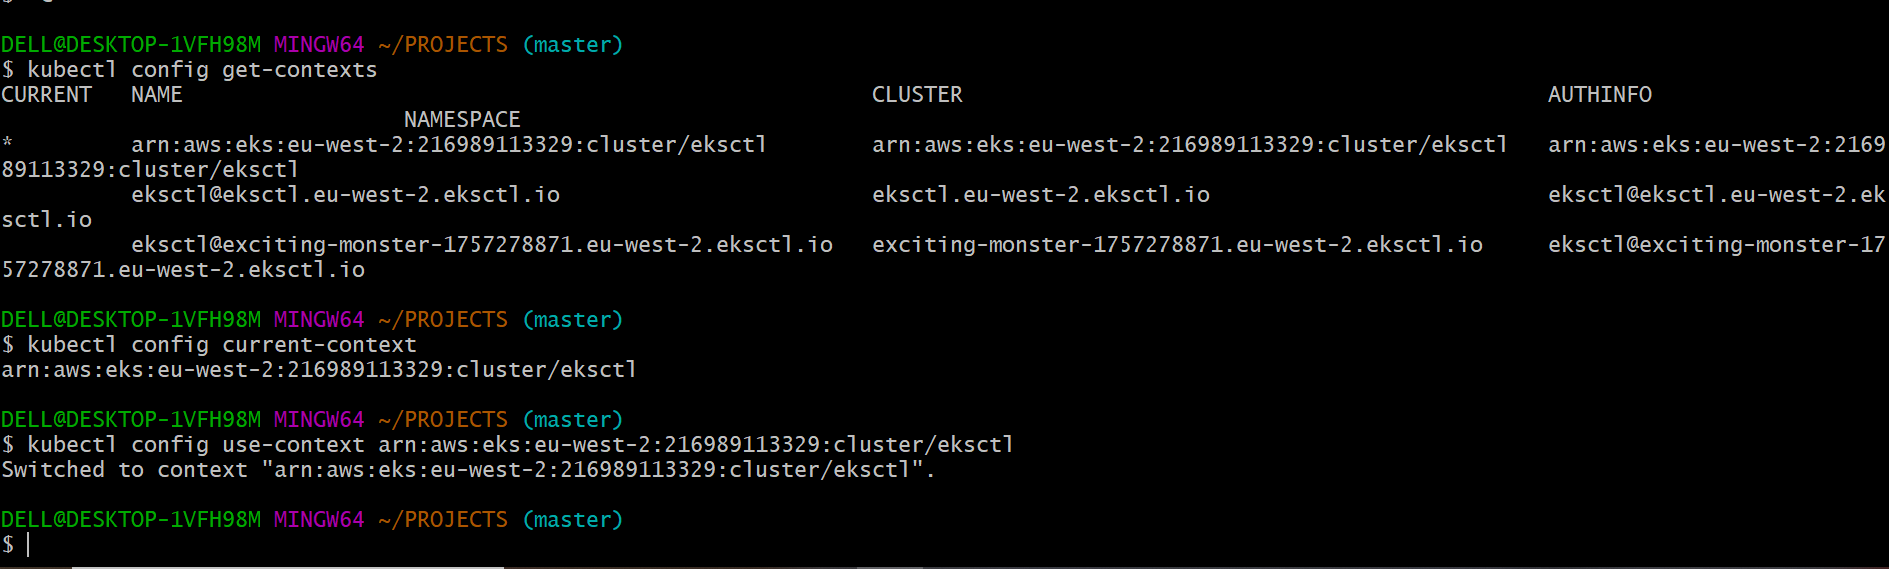 DELL@DESKTOP-1VFH98M MINGW64 ~/PROJECTS (master)
$ kubectl config get-contexts
CURRENT   NAME                                                     CLUSTER                                             AUTHINFO
                               NAMESPACE
*         arn:aws:eks:eu-west-2:216989113329:cluster/eksctl        arn:aws:eks:eu-west-2:216989113329:cluster/eksctl   arn:aws:eks:eu-west-2:2169
89113329:cluster/eksctl
          eksctl@eksctl.eu-west-2.eksctl.io                        eksctl.eu-west-2.eksctl.io                          eksctl@eksctl.eu-west-2.ek
sctl.io
          eksctl@exciting-monster-1757278871.eu-west-2.eksctl.io   exciting-monster-1757278871.eu-west-2.eksctl.io     eksctl@exciting-monster-17
57278871.eu-west-2.eksctl.io
DELL@DESKTOP-1VFH98M MINGW64 ~/PROJECTS (master)
$ kubectl config current-context
arn:aws:eks:eu-west-2:216989113329:cluster/eksctl
DELL@DESKTOP-1VFH98M MINGW64 ~/PROJECTS (master)
$ kubectl config use-context arn:aws:eks:eu-west-2:216989113329:cluster/eksctl
Switched to context "arn:aws:eks:eu-west-2:216989113329:cluster/eksctl".
DELL@DESKTOP-1VFH98M MINGW64 ~/PROJECTS (master)
$